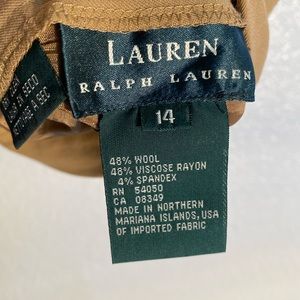 LAUREN
RALPH LAUREN
14
48% WOOL
48% VISCOSE RAYON
4% SPANDEX
RN 54050
CA 08349
MADE IN NORTHERN
MARIANA ISLANDS, USA
OF IMPORTED FABRIC